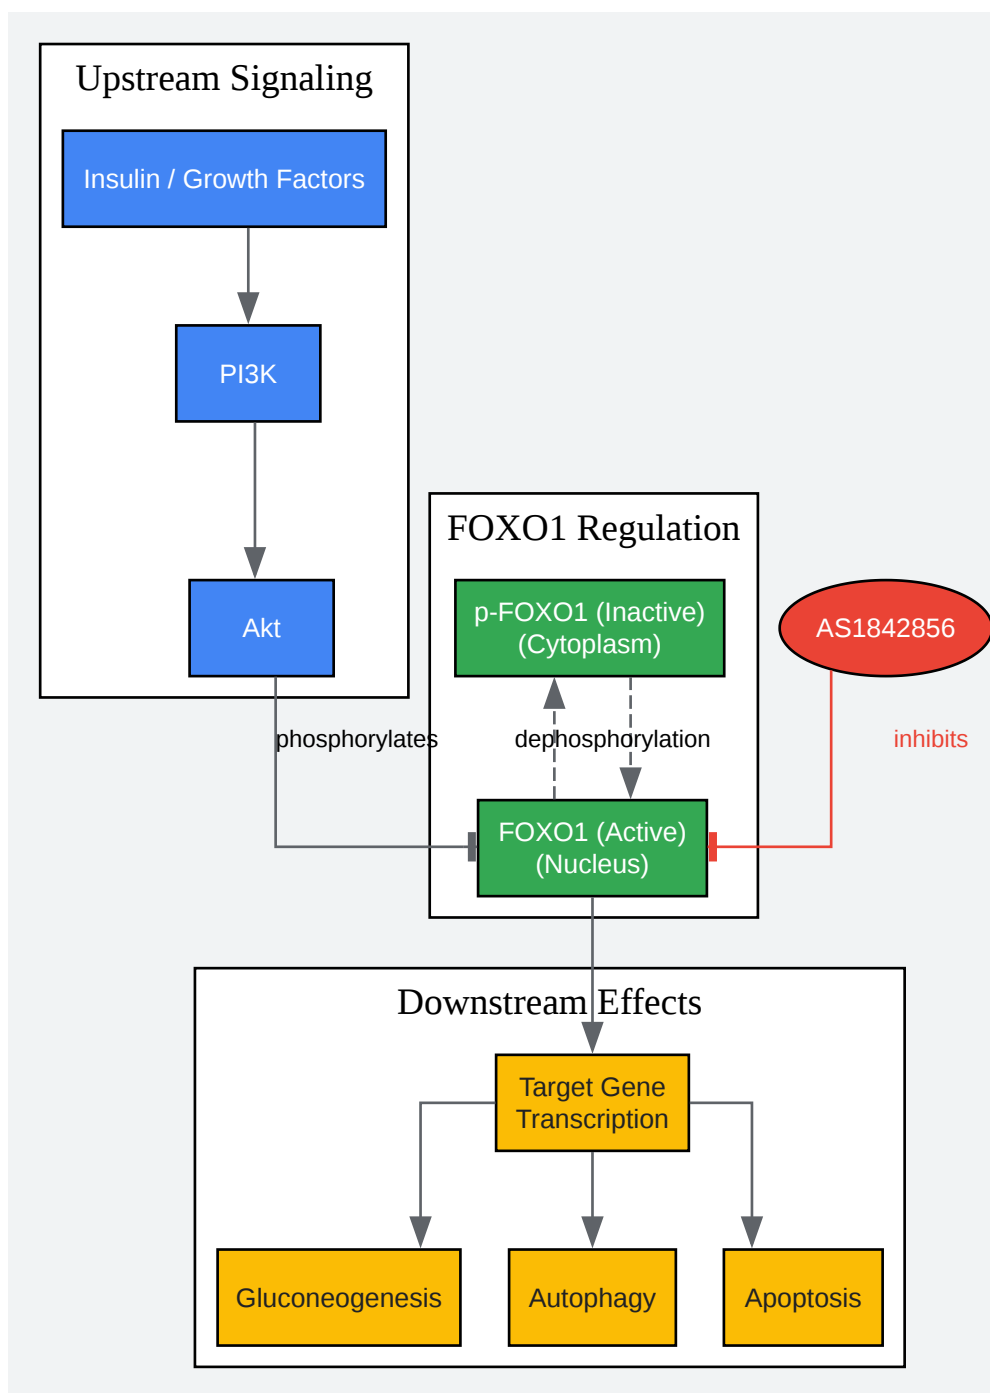 Upstream Signaling
Insulin / Growth Factors
PI3K
Akt
FOXO1 Regulation
p-FOXO1 (Inactive)
(Cytoplasm)
AS1842856
phosphorylates
dephosphorylation
inhibits
FOXO1 (Active)
(Nucleus)
Downstream Effects
Target Gene
Transcription
Gluconeogenesis
Autophagy
Apoptosis